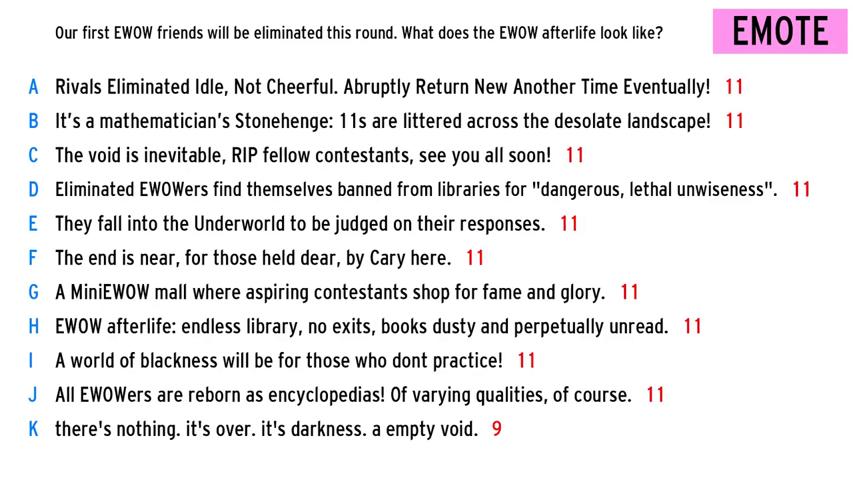 Our first EWOW friends will be eliminated this round. What does the EWOW afterlife look like?
EMOTE
A Rivals Eliminated Idle, Not Cheerful. Abruptly Return New Another Time Eventually! 11
B It's a mathematician's Stonehenge: 11s are littered across the desolate landscape! 11
C The void is inevitable, RIP fellow contestants, see you all soon! 11
D Eliminated EWOWers find themselves banned from libraries for "dangerous, lethal unwiseness". 11
E They fall into the Underworld to be judged on their responses. 11
F The end is near, for those held dear, by Cary here. 11
G A MiniEWOW mall where aspiring contestants shop for fame and glory. 11
H EWOW afterlife: endless library, no exits, books dusty and perpetually unread. 11
I A world of blackness will be for those who dont practice! 11
J All EWOWers are reborn as encyclopedias! Of varying qualities, of course. 11
K there's nothing. it's over. it's darkness. a empty void. 9